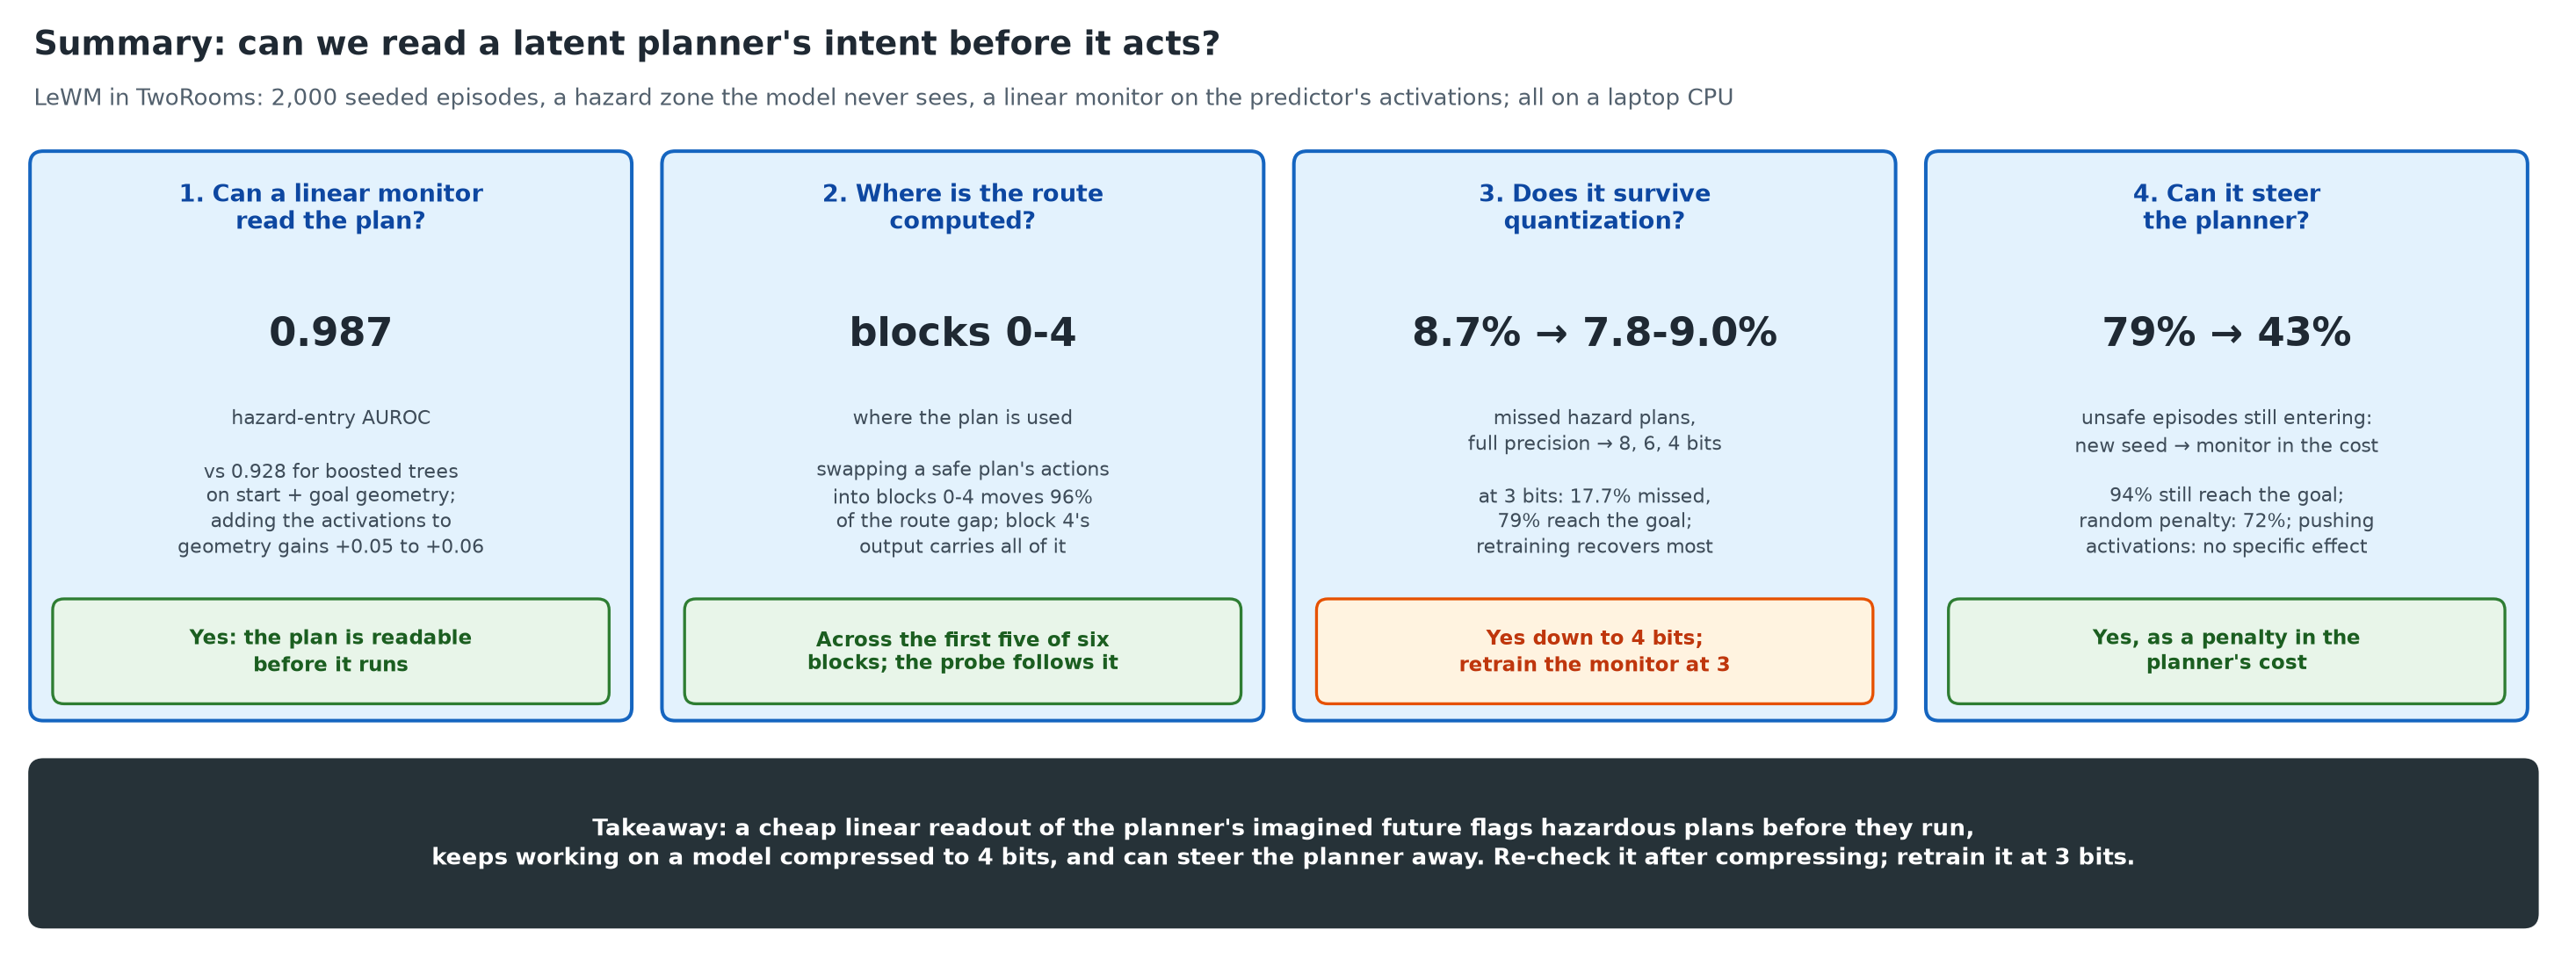 Summary: can we read a latent planner's intent before it acts?
LeWM in TwoRooms: 2,000 seeded episodes, a hazard zone the model never sees, a linear monitor on the predictor's activations; all on a laptop CPU
1. Can a linear monitor
read the plan?
0.987
hazard-entry AUROC
vs 0.928 for boosted trees
on start + goal geometry;
adding the activations to
geometry gains +0.05 to +0.06
Yes: the plan is readable
before it runs
2. Where is the route
computed?
blocks 0-4
where the plan is used
swapping a safe plan's actions
into blocks 0-4 moves 96%
of the route gap; block 4's
output carries all of it
Across the first five of six
blocks; the probe follows it
3. Does it survive
quantization?
8.7% → 7.8-9.0%
missed hazard plans,
full precision → 8, 6, 4 bits
at 3 bits: 17.7% missed,
79% reach the goal;
retraining recovers most
Yes down to 4 bits;
retrain the monitor at 3
4. Can it steer
the planner?
79% → 43%
unsafe episodes still entering:
new seed → monitor in the cost
94% still reach the goal;
random penalty: 72%; pushing
activations: no specific effect
Yes, as a penalty in the
planner's cost
Takeaway: a cheap linear readout of the planner's imagined future flags hazardous plans before they run,
keeps working on a model compressed to 4 bits, and can steer the planner away. Re-check it after compressing; retrain it at 3 bits.